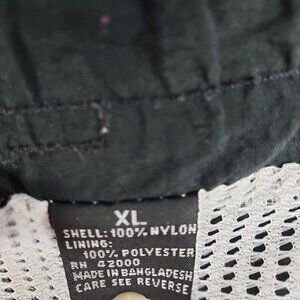 XL
SHELL: 100% NYLON
LINING:
100% POLYESTER
RN 42000
MADE IN BANGLADESH
CARE SEE REVERSE